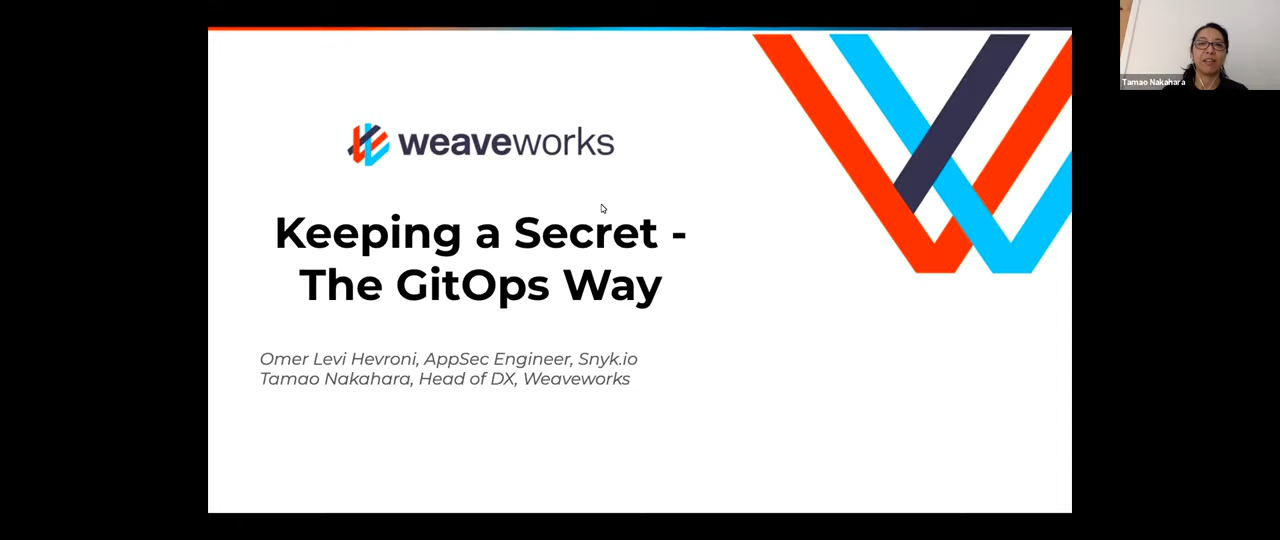 weaveworks
Keeping a Secret -
The GitOps Way
Omer Levi Hevroni, AppSec Engineer, Snyk.io
Tamao Nakahara, Head of DX, Weaveworks
Tamao Nakahara